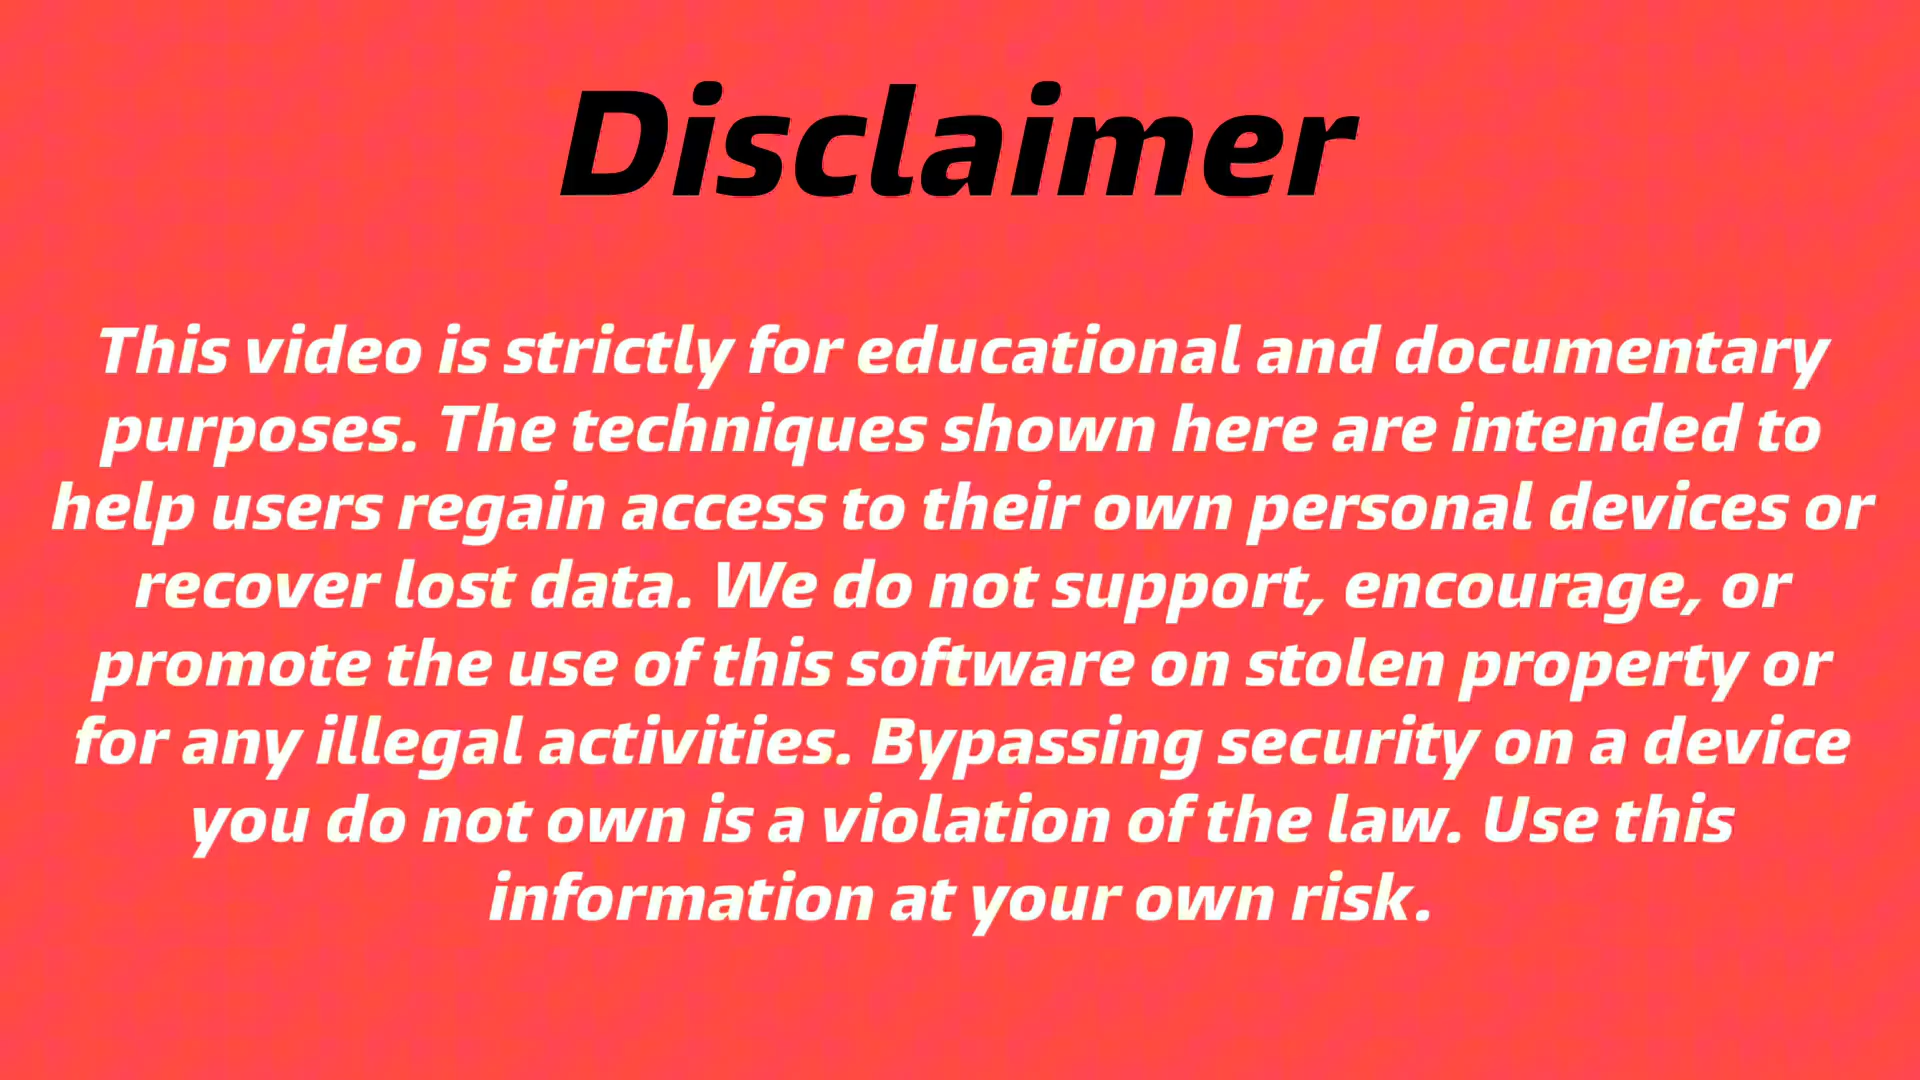 Disclaimer
This video is strictly for educational and documentary
purposes. The techniques shown here are intended to
help users regain access to their own personal devices or
recover lost data. We do not support, encourage, or
promote the use of this software on stolen property or
for any illegal activities. Bypassing security on a device
you do not own is a violation of the law. Use this
information at your own risk.